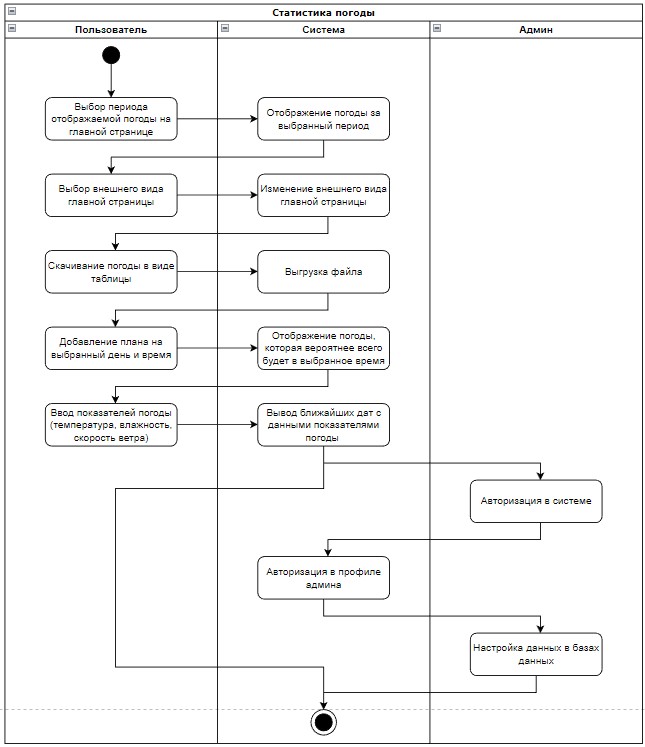 Статистика погоды
Пользователь
Система
Админ
Выбор периода
отображаемой погоды на
главной странице
Отображение погоды за
выбранный период
Выбор внешнего вида
главной страницы
Изменение внешнего вида
главной страницы
Скачивание погоды в виде
таблицы
Выгрузка файла
Добавление плана на
выбранный день и время
Отображение погоды,
которая вероятнее всего
будет в выбранное время
Ввод показателей погоды
(температура, влажность,
скорость ветра)
Вывод ближайших дат с
данными показателями
погоды
Авторизация в системе
Авторизация в профиле
админа
Настройка данных в базах
данных